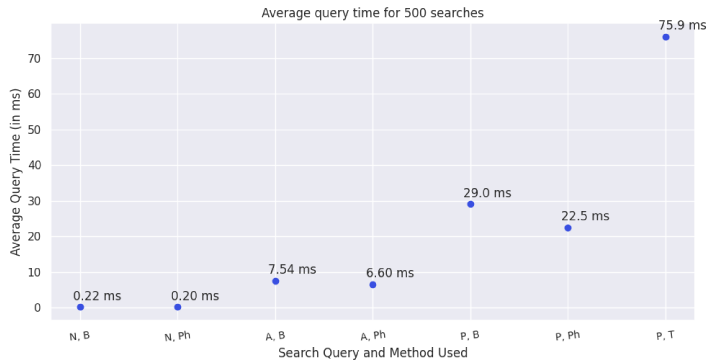 Average query time for 500 searches
75.9 ms
70
60
50
40
30
20
10
0
Average Query Time (in ms)
29.0 ms
22.5 ms
7.54 ms
6.60 ms
0.22 ms
0.20 ms
N, B
N, Ph
A, B
A, Ph
P, B
P, Ph
P, T
Search Query and Method Used